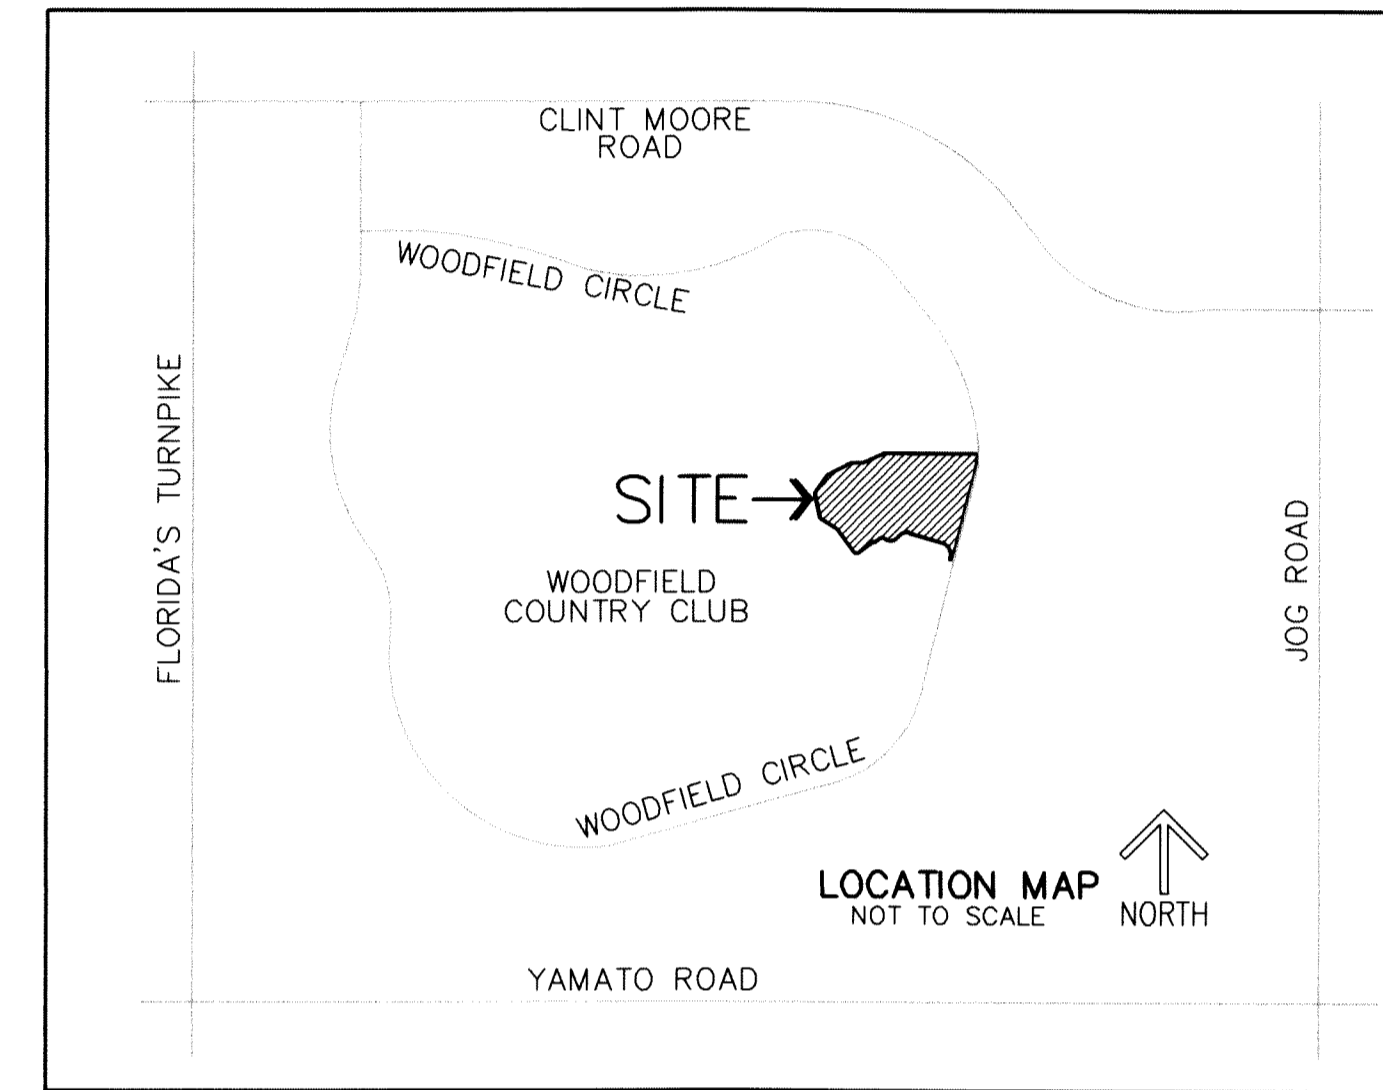 CLINT MOORE
ROAD
WOODFIELD CIRCLE
FLORIDA'S TURNPIKE
SITE
WOODFIELD
COUNTRY CLUB
JOG ROAD
WOODFIELD CIRCLE
LOCATION MAP
NOT TO SCALE
NORTH
YAMATO ROAD